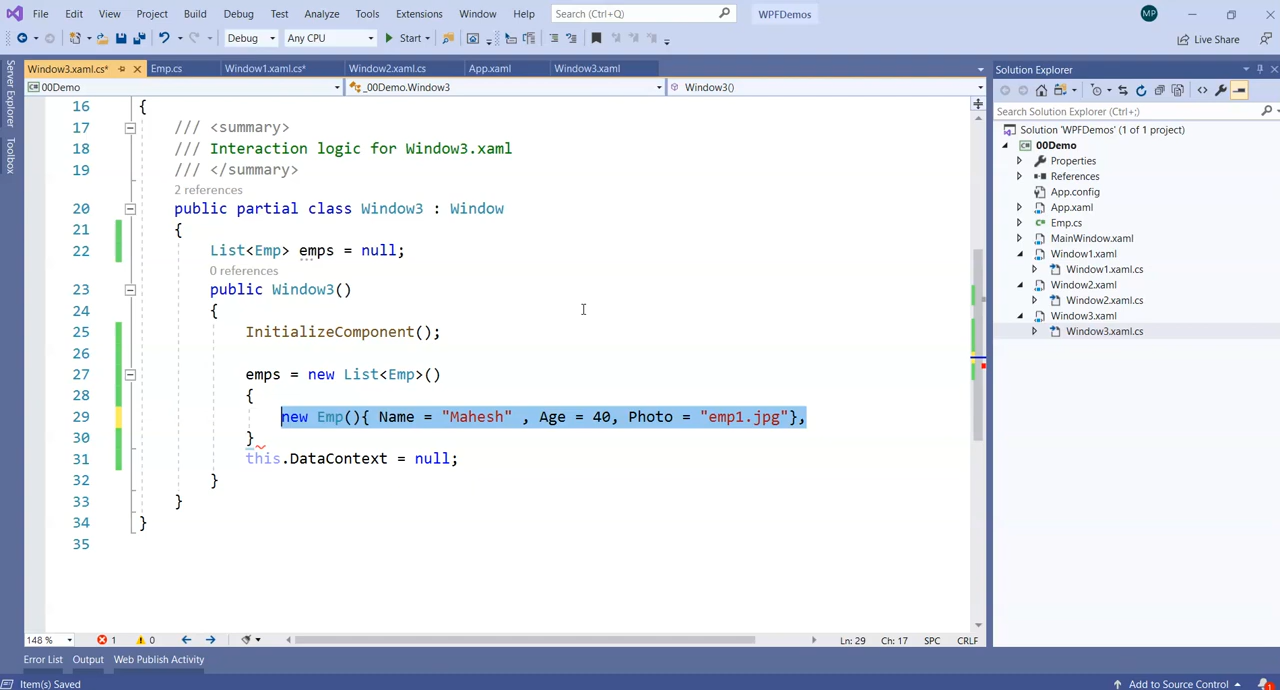 File Edit View Project Build Debug Test Analyze Tools Extensions Window Help Search (Ctrl+Q) WPFDemos MP
Debug Any CPU Start Live Share
Server Explorer
Toolbox
Window3.xaml.cs* Emp.cs Window1.xaml.cs* Window2.xaml.cs App.xaml Window3.xaml
00Demo _00Demo.Window3 Window3()
16 {
17 /// <summary>
18 /// Interaction logic for Window3.xaml
19 /// </summary>
2 references
20 public partial class Window3 : Window
21 {
22 List<Emp> emps = null;
0 references
23 public Window3()
24 {
25 InitializeComponent();
26
27 emps = new List<Emp>()
28 {
29 new Emp(){ Name = "Mahesh" , Age = 40, Photo = "emp1.jpg"},
30 }
31 this.DataContext = null;
32 }
33 }
34 }
35
148 % 1 0 Ln: 29 Ch: 17 SPC CRLF
Error List Output Web Publish Activity
Item(s) Saved Add to Source Control 1
Solution Explorer
Search Solution Explorer (Ctrl+;)
Solution 'WPFDemos' (1 of 1 project)
00Demo
Properties
References
App.config
App.xaml
Emp.cs
MainWindow.xaml
Window1.xaml
Window1.xaml.cs
Window2.xaml
Window2.xaml.cs
Window3.xaml
Window3.xaml.cs